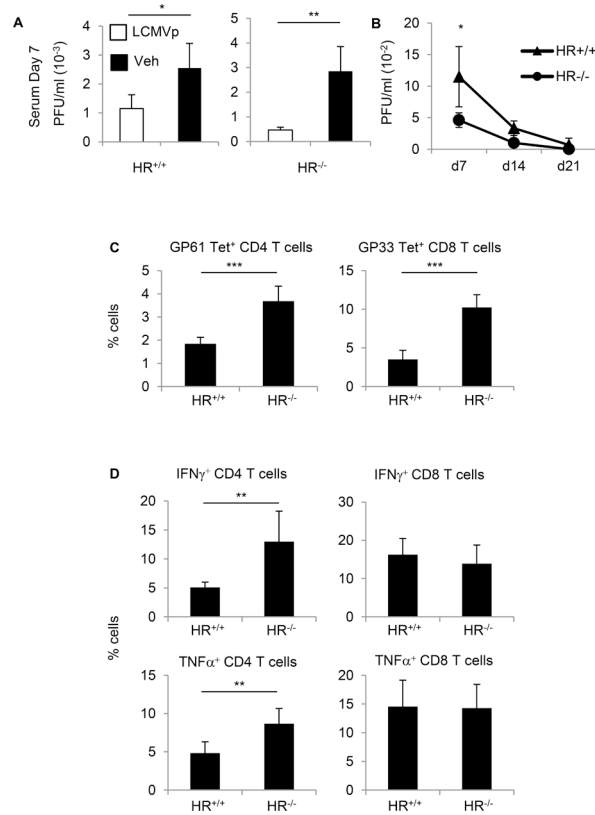 A
Serum Day 7
PFU/ml (10⁻³)
4
3
2
1
0
*
LCMVp
Veh
HR⁺/⁺
5
4
3
2
1
0
**
HR⁻/⁻
B
PFU/ml (10⁻²)
20
15
10
5
0
*
HR+/+
HR-/-
d7 d14 d21
C
% cells
GP61 Tet⁺ CD4 T cells
***
5
4
3
2
1
0
HR⁺/⁺ HR⁻/⁻
GP33 Tet⁺ CD8 T cells
***
15
10
5
0
HR⁺/⁺ HR⁻/⁻
D
% cells
IFNγ⁺ CD4 T cells
**
20
15
10
5
0
HR⁺/⁺ HR⁻/⁻
IFNγ⁺ CD8 T cells
30
20
10
0
HR⁺/⁺ HR⁻/⁻
TNFα⁺ CD4 T cells
**
15
10
5
0
HR⁺/⁺ HR⁻/⁻
TNFα⁺ CD8 T cells
20
15
10
5
0
HR⁺/⁺ HR⁻/⁻